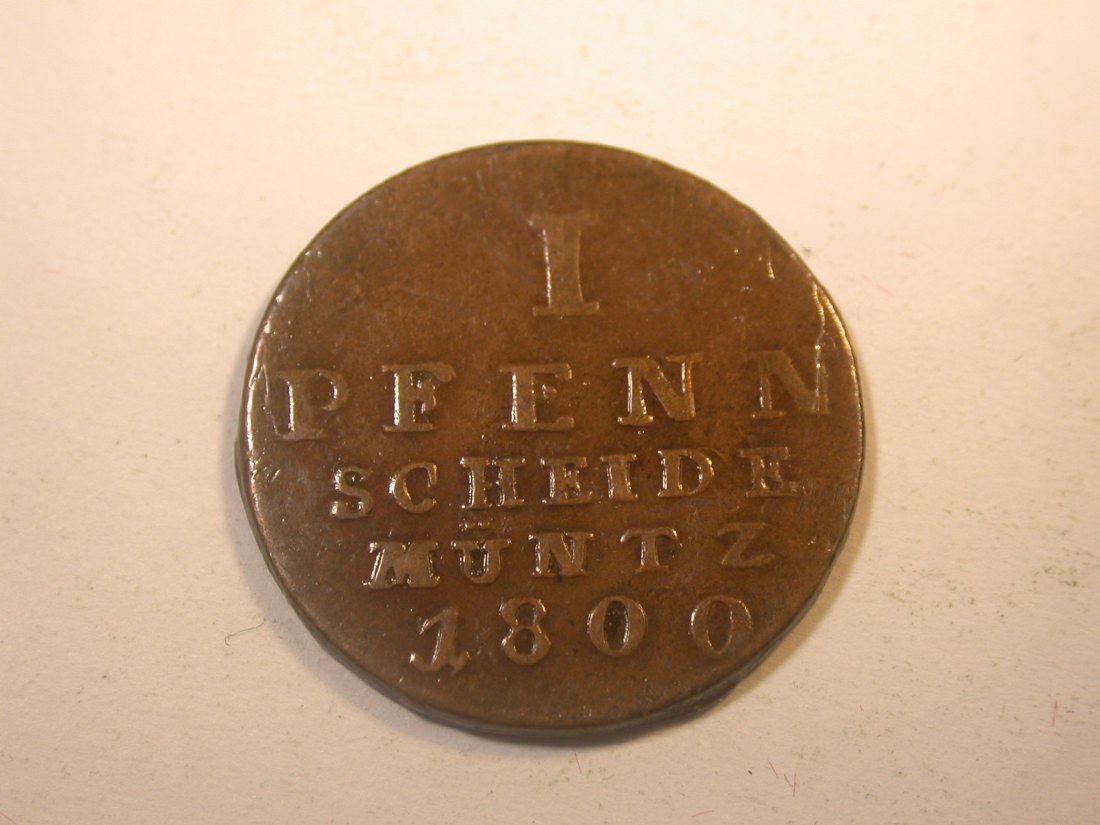 I
PFENN
SCHEIDE
MÜNTZ
1800